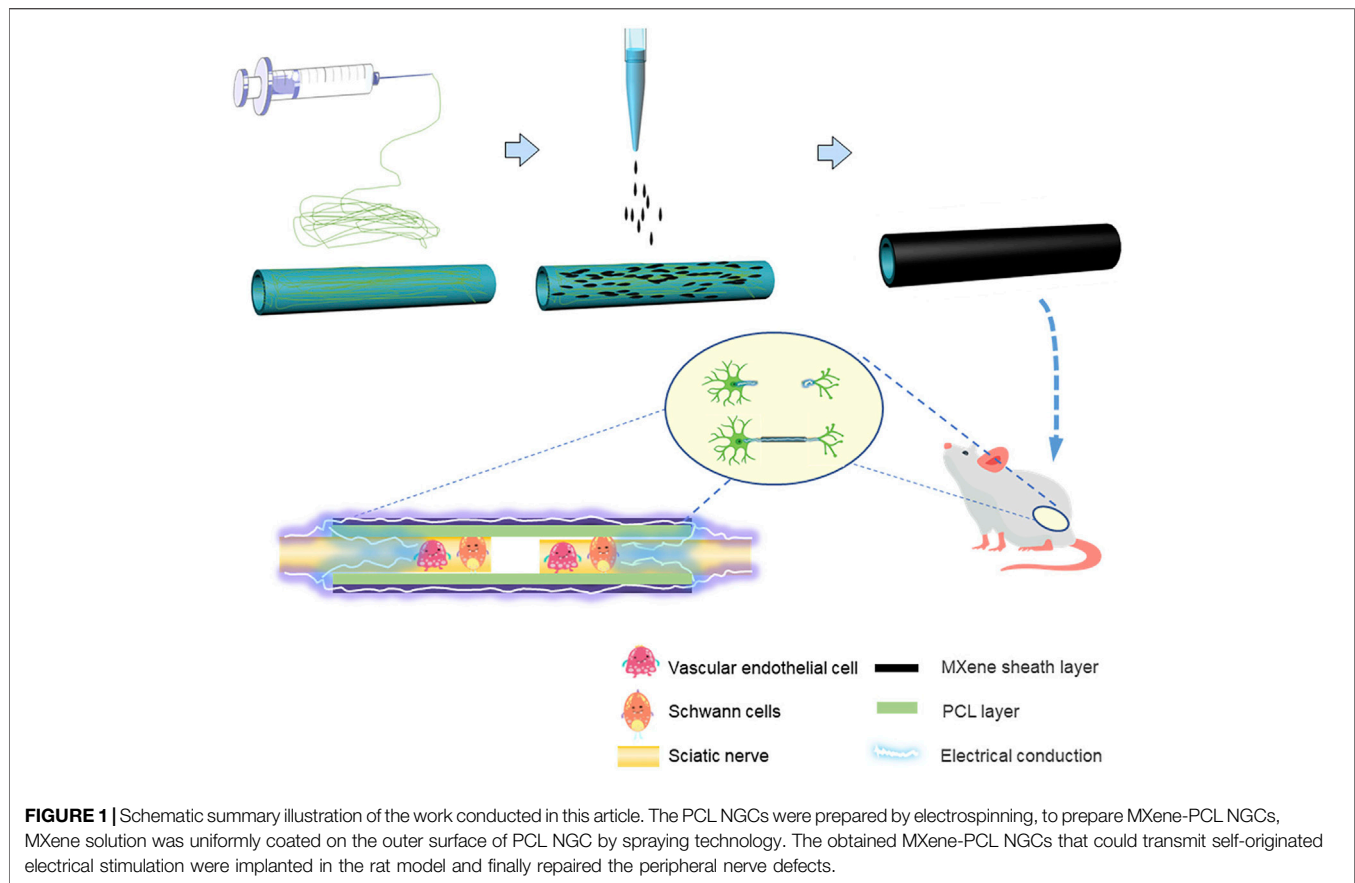 Vascular endothelial cell
MXene sheath layer
Schwann cells
PCL layer
Sciatic nerve
Electrical conduction
FIGURE 1 | Schematic summary illustration of the work conducted in this article. The PCL NGCs were prepared by electrospinning, to prepare MXene-PCL NGCs,
MXene solution was uniformly coated on the outer surface of PCL NGC by spraying technology. The obtained MXene-PCL NGCs that could transmit self-originated
electrical stimulation were implanted in the rat model and finally repaired the peripheral nerve defects.